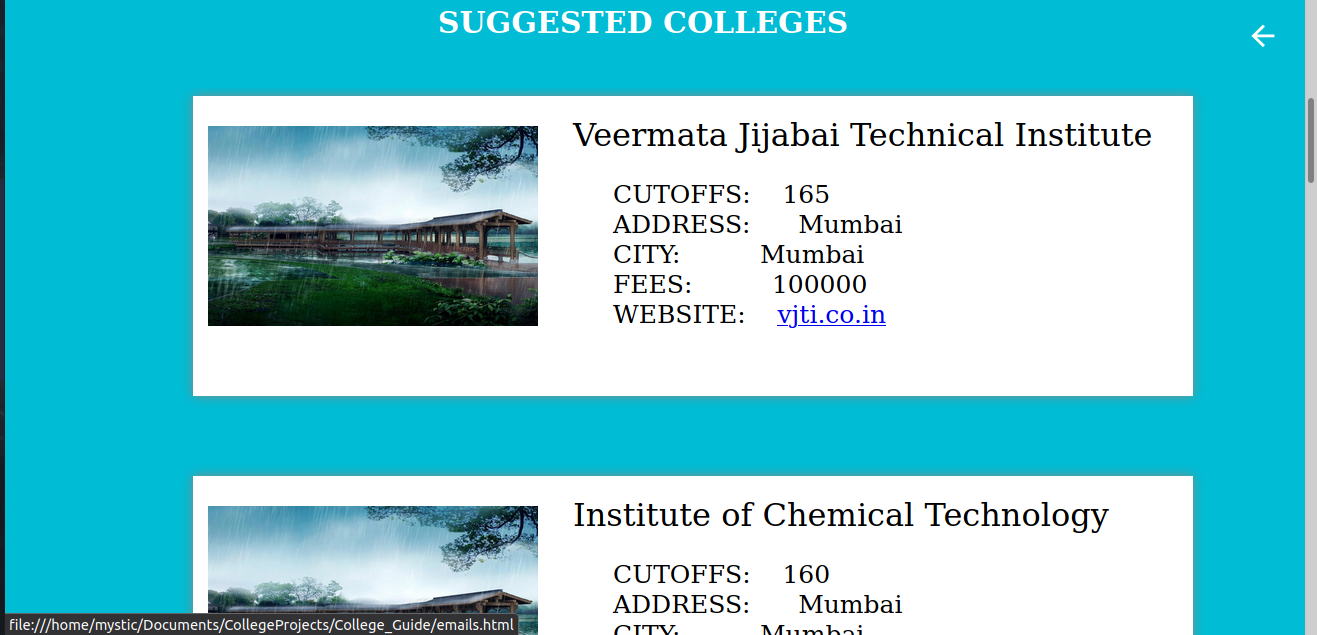 SUGGESTED COLLEGES
Veermata Jijabai Technical Institute
CUTOFFS: 165
ADDRESS: Mumbai
CITY: Mumbai
FEES: 100000
WEBSITE: vjti.co.in
Institute of Chemical Technology
CUTOFFS: 160
ADDRESS: Mumbai
CITY: Mumbai
file:///home/mystic/Documents/CollegeProjects/College_Guide/emails.html